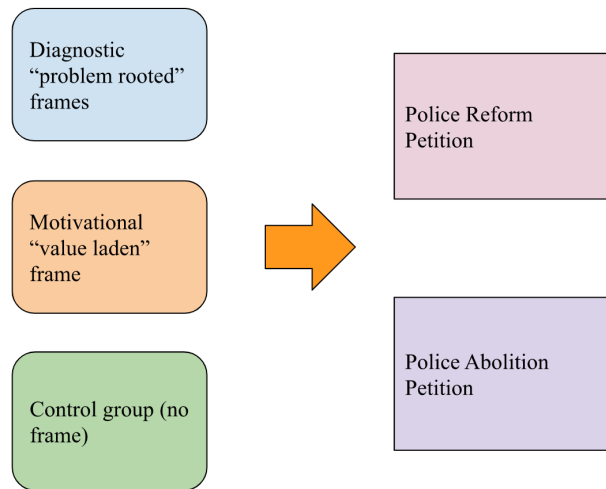 Diagnostic
“problem rooted”
frames
Motivational
“value laden”
frame
Control group (no
frame)
Police Reform
Petition
Police Abolition
Petition